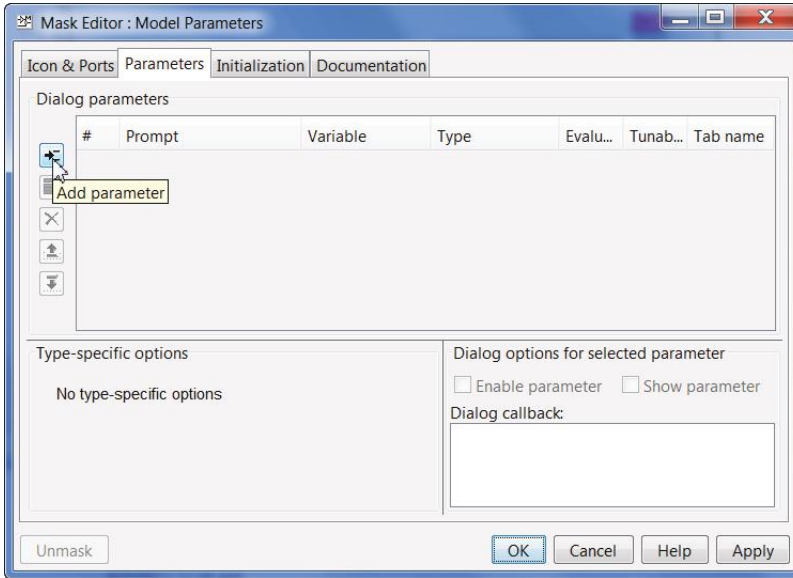 Mask Editor : Model Parameters
Icon & Ports Parameters Initialization Documentation
Dialog parameters
# Prompt Variable Type Evalu... Tunab... Tab name
Add parameter
Type-specific options
No type-specific options
Dialog options for selected parameter
Enable parameter Show parameter
Dialog callback:
Unmask OK Cancel Help Apply